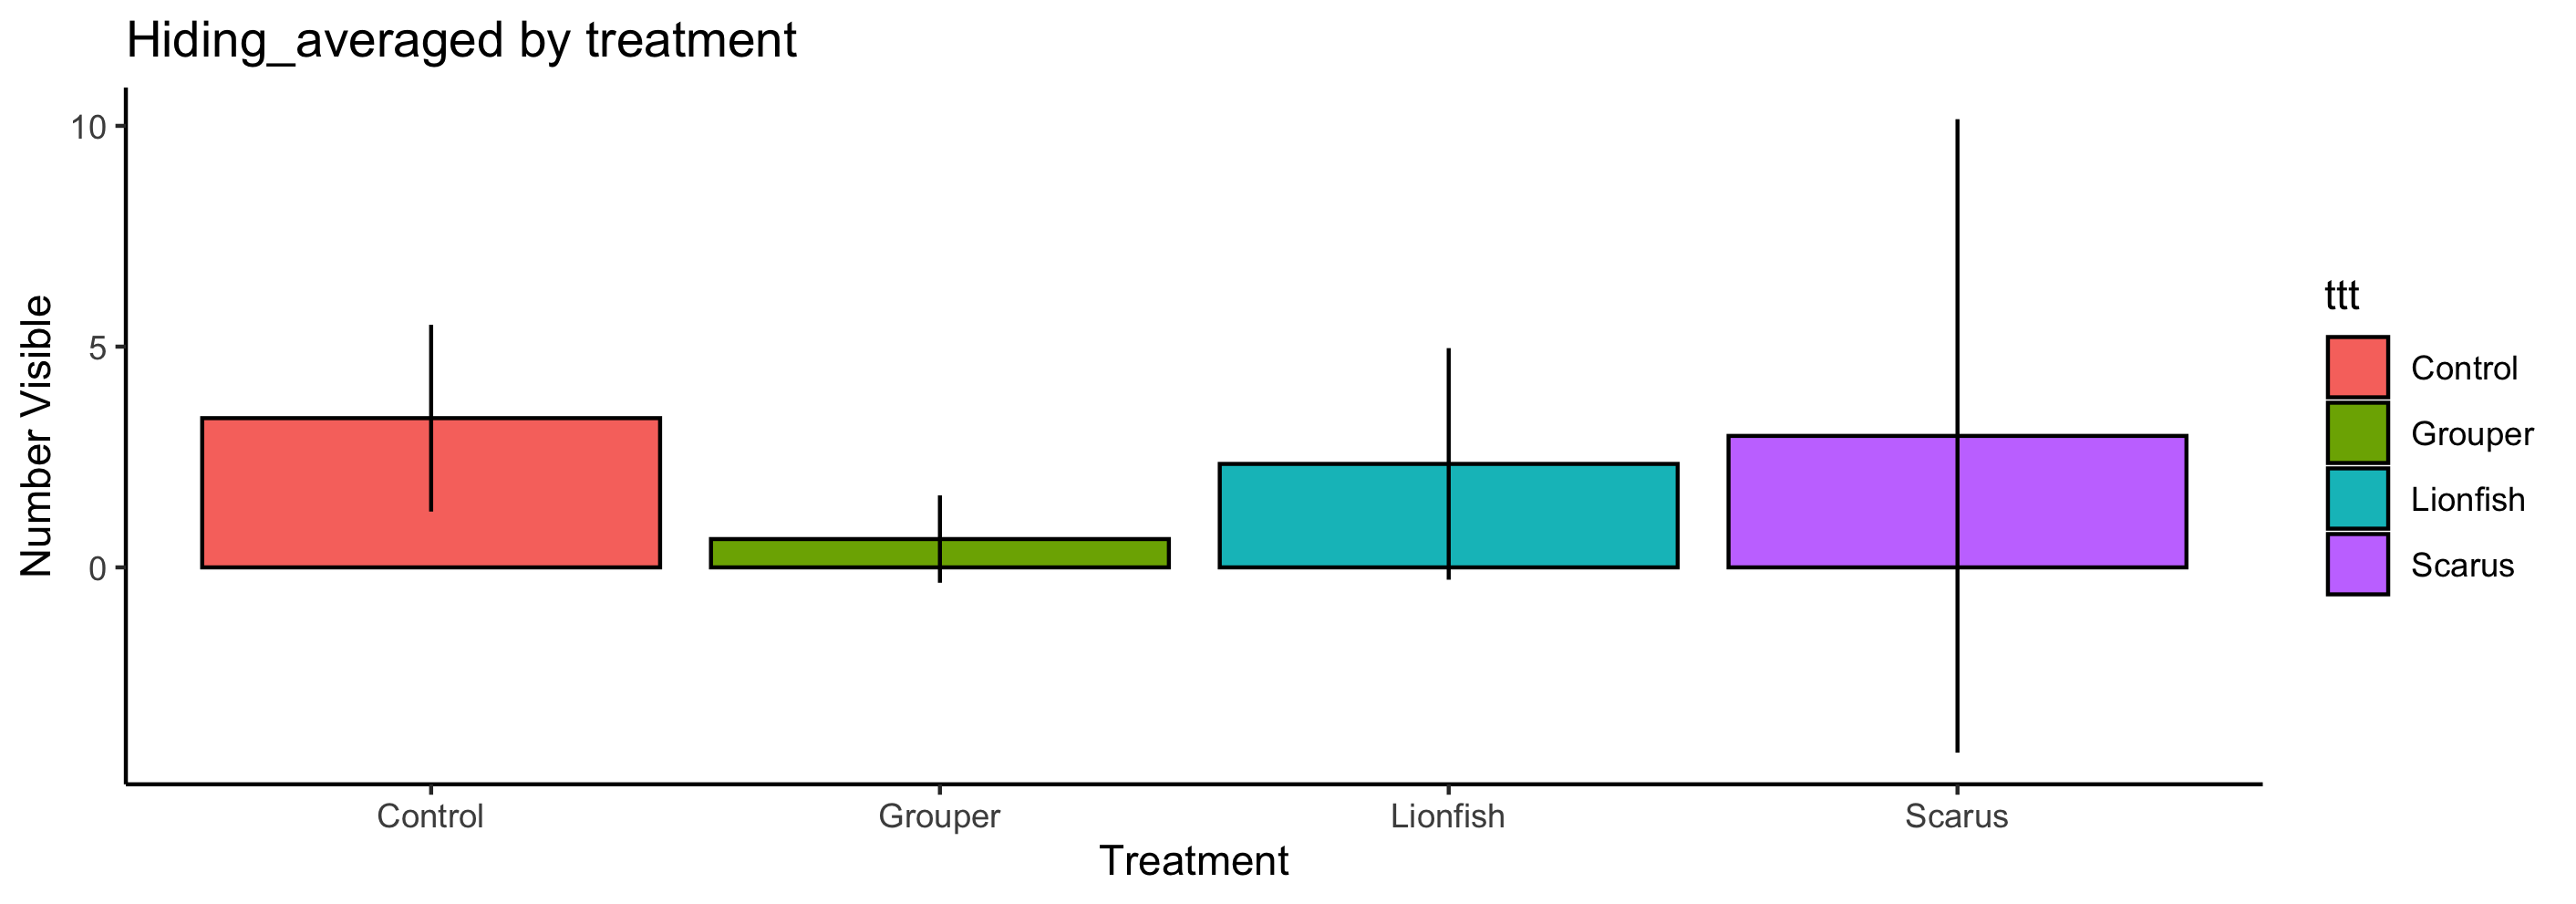 Hiding_averaged by treatment
10
5
0
Number Visible
Control
Grouper
Lionfish
Scarus
Treatment
ttt
Control
Grouper
Lionfish
Scarus